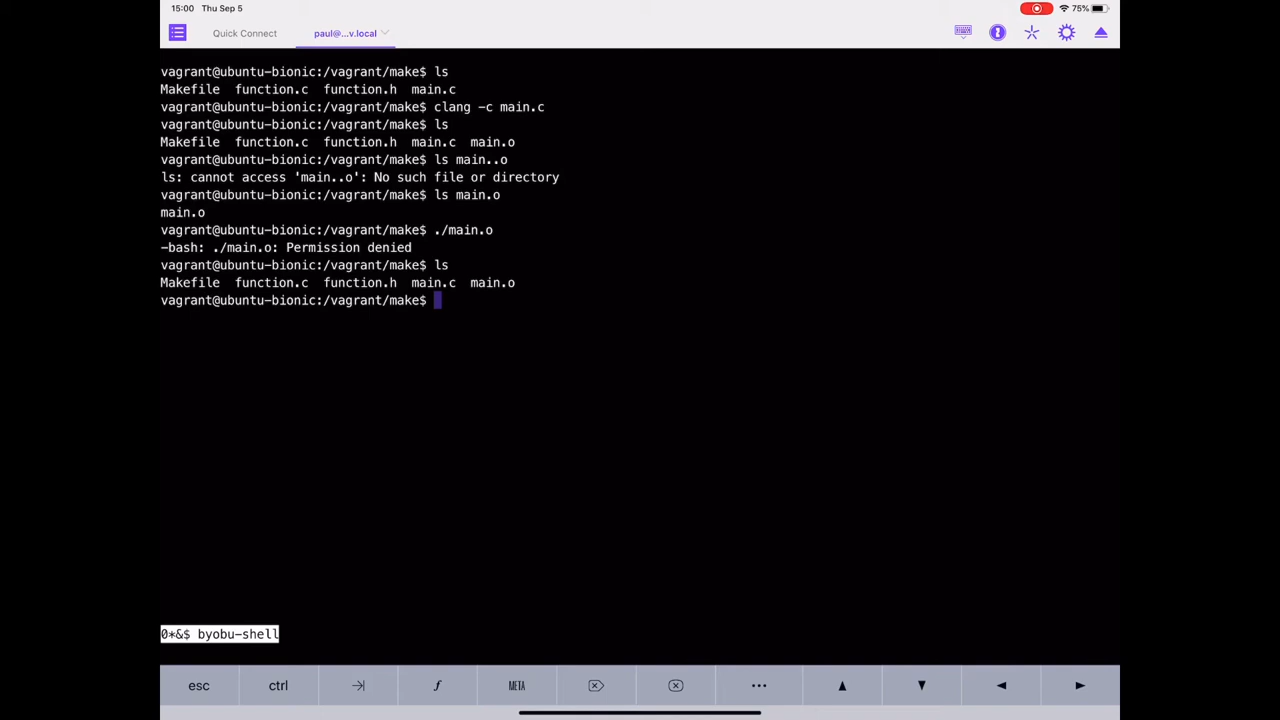 15:00 Thu Sep 5 75%
Quick Connect paul@...v.local
vagrant@ubuntu-bionic:/vagrant/make$ ls
Makefile  function.c  function.h  main.c
vagrant@ubuntu-bionic:/vagrant/make$ clang -c main.c
vagrant@ubuntu-bionic:/vagrant/make$ ls
Makefile  function.c  function.h  main.c  main.o
vagrant@ubuntu-bionic:/vagrant/make$ ls main..o
ls: cannot access 'main..o': No such file or directory
vagrant@ubuntu-bionic:/vagrant/make$ ls main.o
main.o
vagrant@ubuntu-bionic:/vagrant/make$ ./main.o
-bash: ./main.o: Permission denied
vagrant@ubuntu-bionic:/vagrant/make$ ls
Makefile  function.c  function.h  main.c  main.o
vagrant@ubuntu-bionic:/vagrant/make$
0*&$ byobu-shell
esc ctrl f META •••